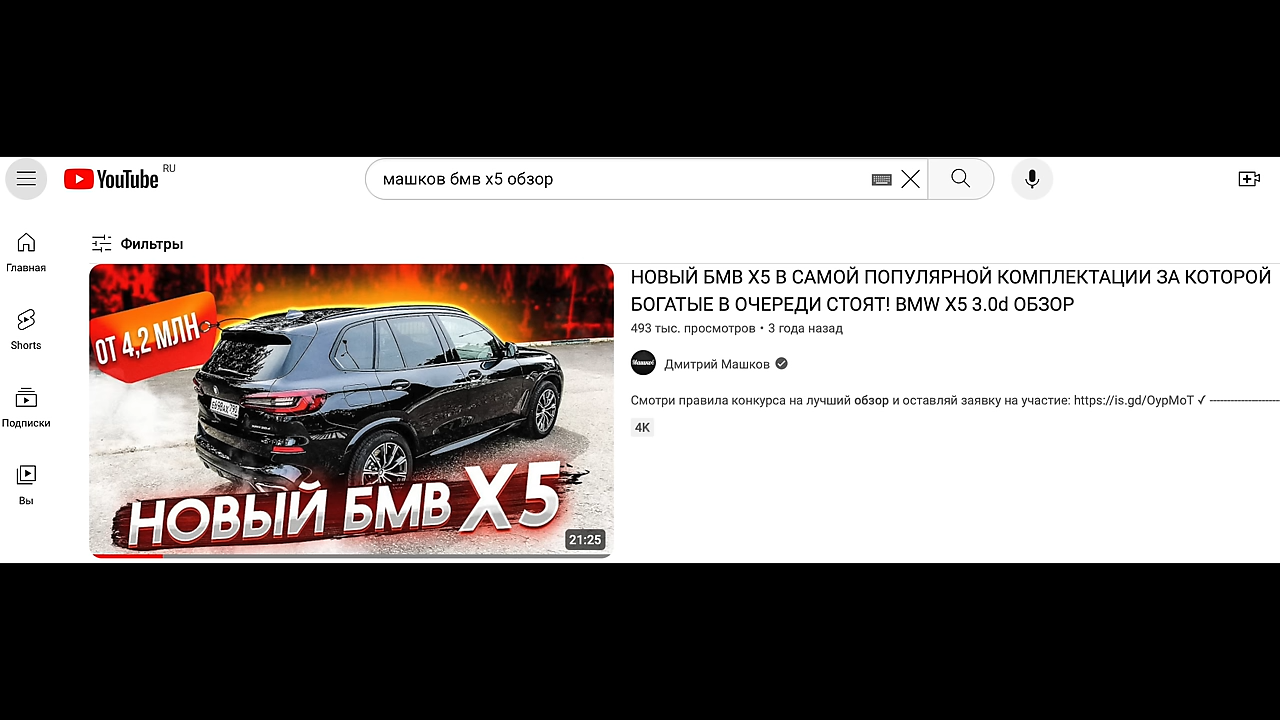 YouTube RU
машков бмв х5 обзор
Главная
Shorts
Подписки
Вы
Фильтры
ОТ 4,2 МЛН
НОВЫЙ БМВ X5
21:25
НОВЫЙ БМВ Х5 В САМОЙ ПОПУЛЯРНОЙ КОМПЛЕКТАЦИИ ЗА КОТОРОЙ
БОГАТЫЕ В ОЧЕРЕДИ СТОЯТ! BMW X5 3.0d ОБЗОР
493 тыс. просмотров • 3 года назад
Дмитрий Машков
Смотри правила конкурса на лучший обзор и оставляй заявку на участие: https://is.gd/OypMoT ✓ --------------------
4K